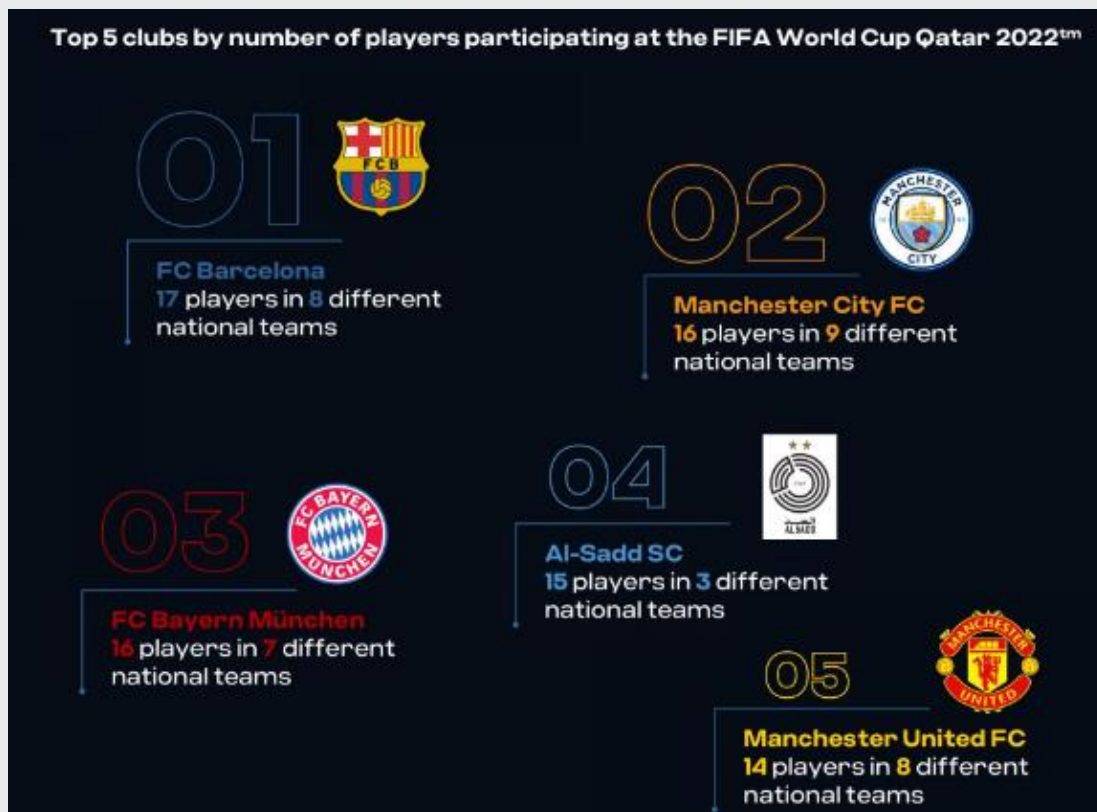 Top 5 clubs by number of players participating at the FIFA World Cup Qatar 2022™
01
FCB
FC Barcelona
17 players in 8 different
national teams
02
MANCHESTER
CITY
Manchester City FC
16 players in 9 different
national teams
03
FC BAYERN
MÜNCHEN
FC Bayern München
16 players in 7 different
national teams
04
AL SADD
Al-Sadd SC
15 players in 3 different
national teams
05
MANCHESTER
UNITED
Manchester United FC
14 players in 8 different
national teams